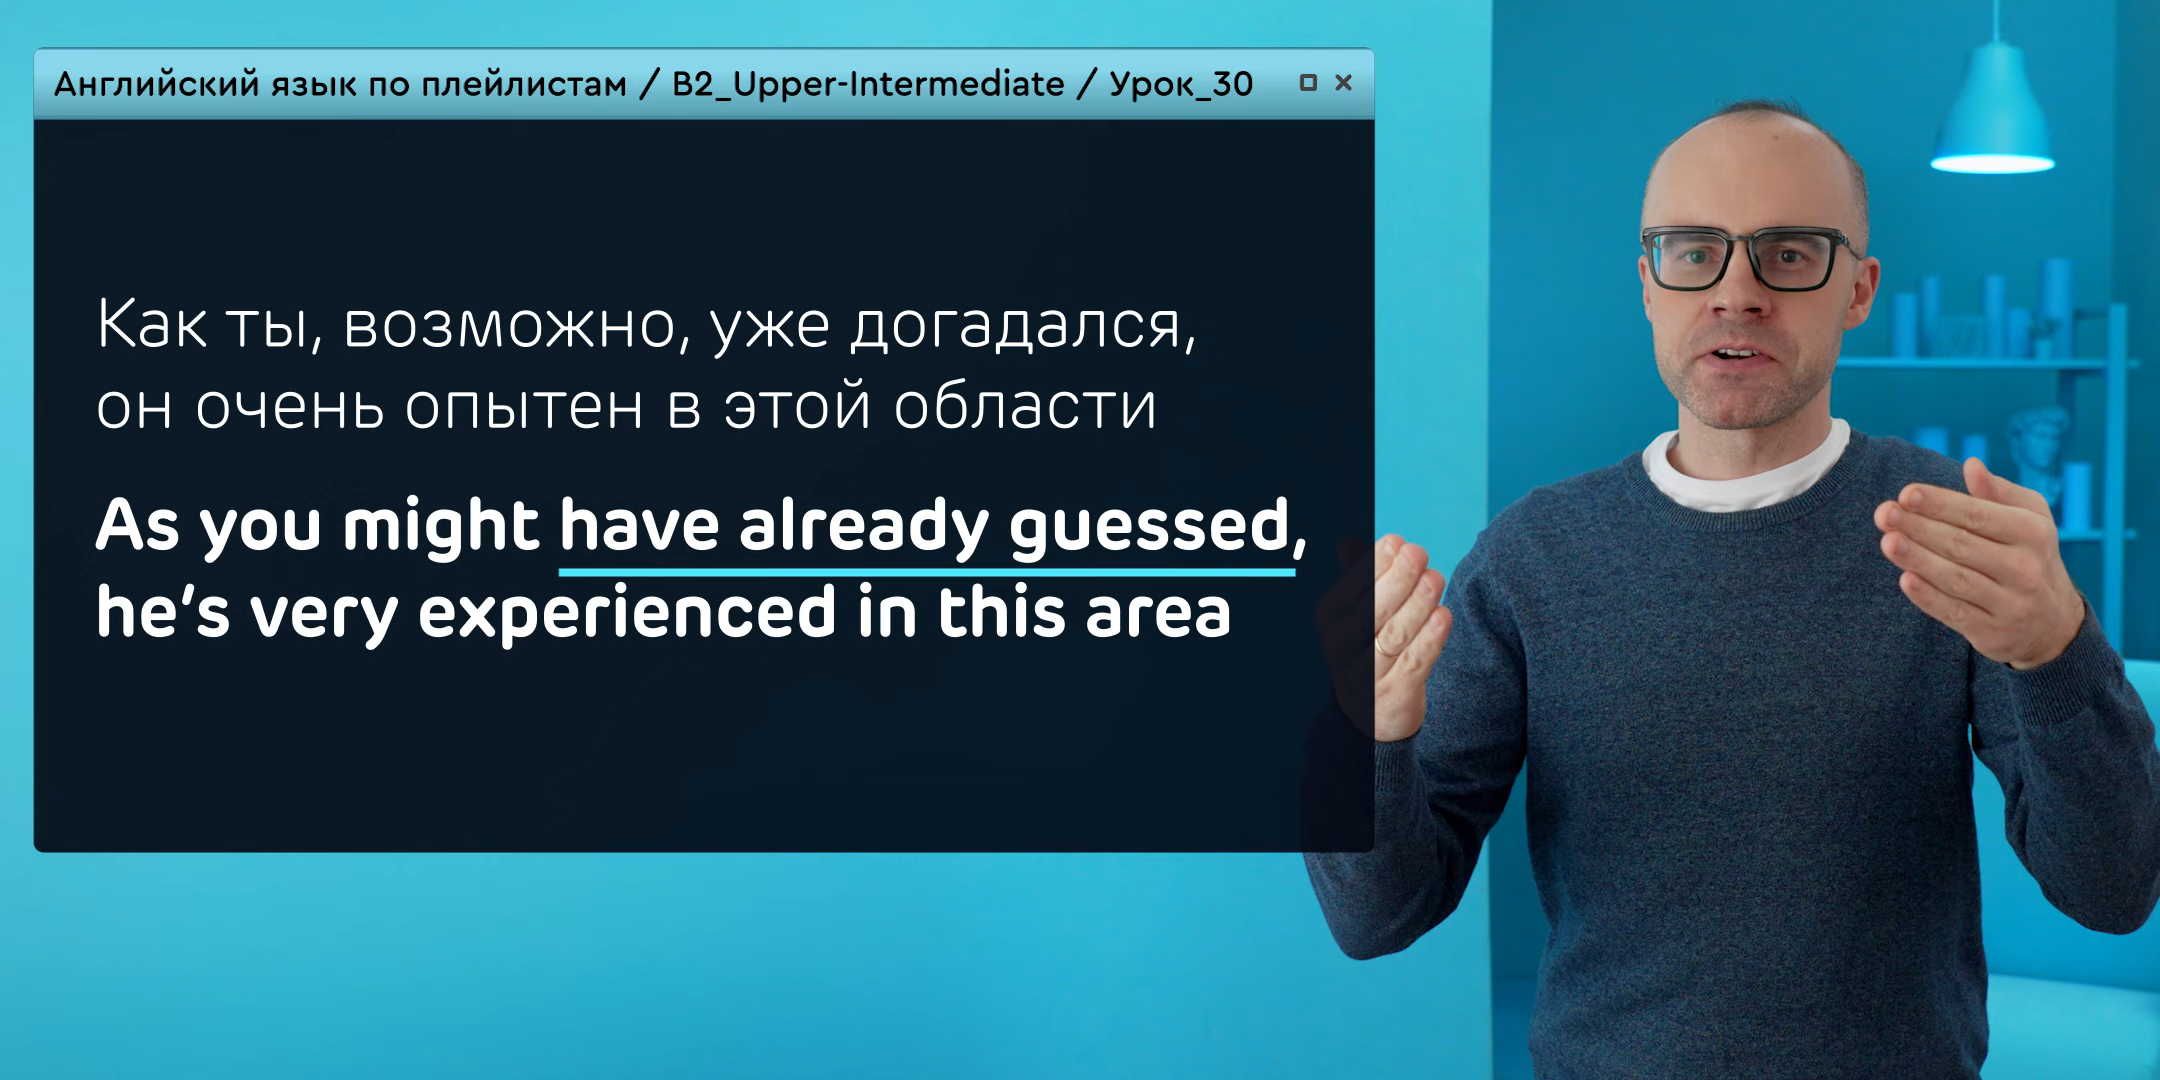 Английский язык по плейлистам / B2_Upper-Intermediate / Урок_30
Как ты, возможно, уже догадался,
он очень опытен в этой области
As you might have already guessed,
he's very experienced in this area